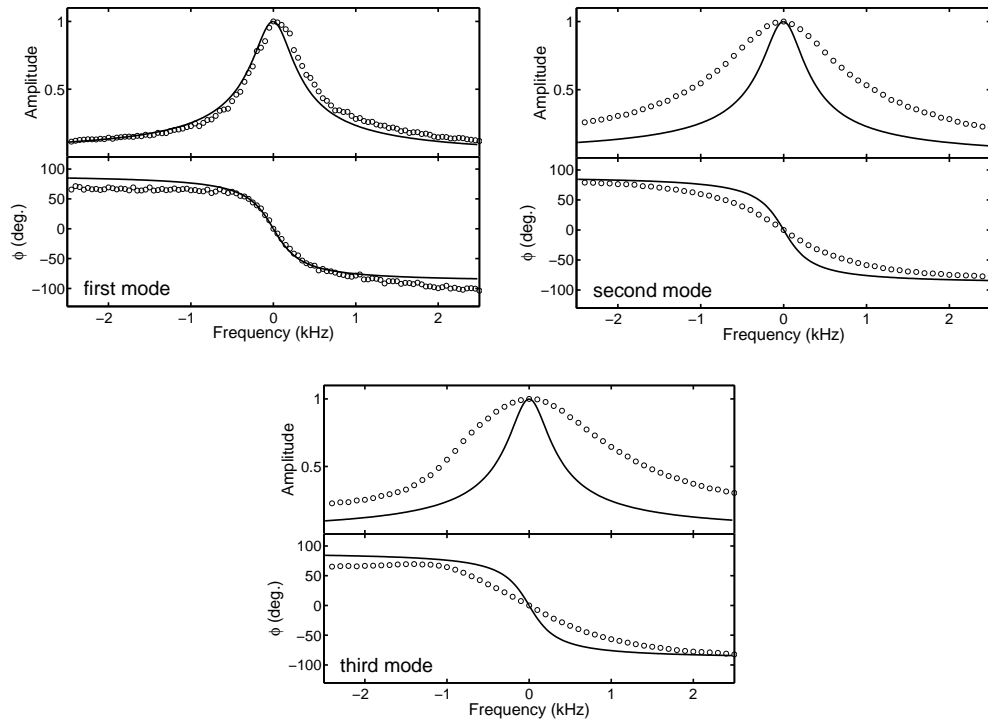 1
0.5
Amplitude
100
50
0
−50
−100
ϕ (deg.)
first mode
−2 −1 0 1 2
Frequency (kHz)
1
0.5
Amplitude
100
50
0
−50
−100
ϕ (deg.)
second mode
−2 −1 0 1 2
Frequency (kHz)
1
0.5
Amplitude
100
50
0
−50
−100
ϕ (deg.)
third mode
−2 −1 0 1 2
Frequency (kHz)